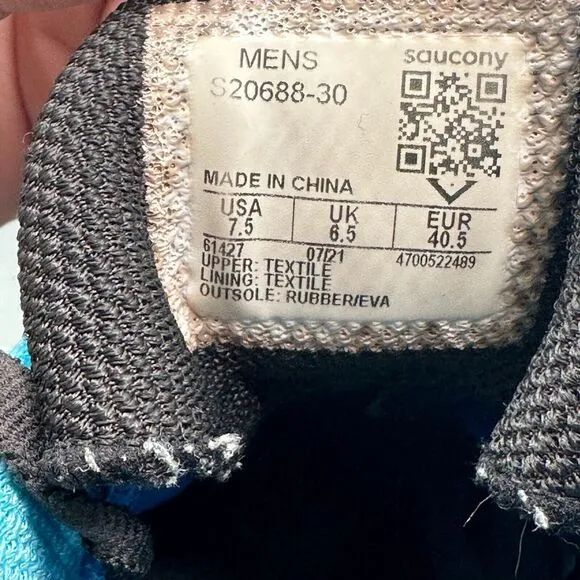 MENS
saucony
S20688-30
MADE IN CHINA
USA UK EUR
7.5 6.5 40.5
61427 07/21 4700522489
UPPER: TEXTILE
LINING: TEXTILE
OUTSOLE: RUBBER/EVA